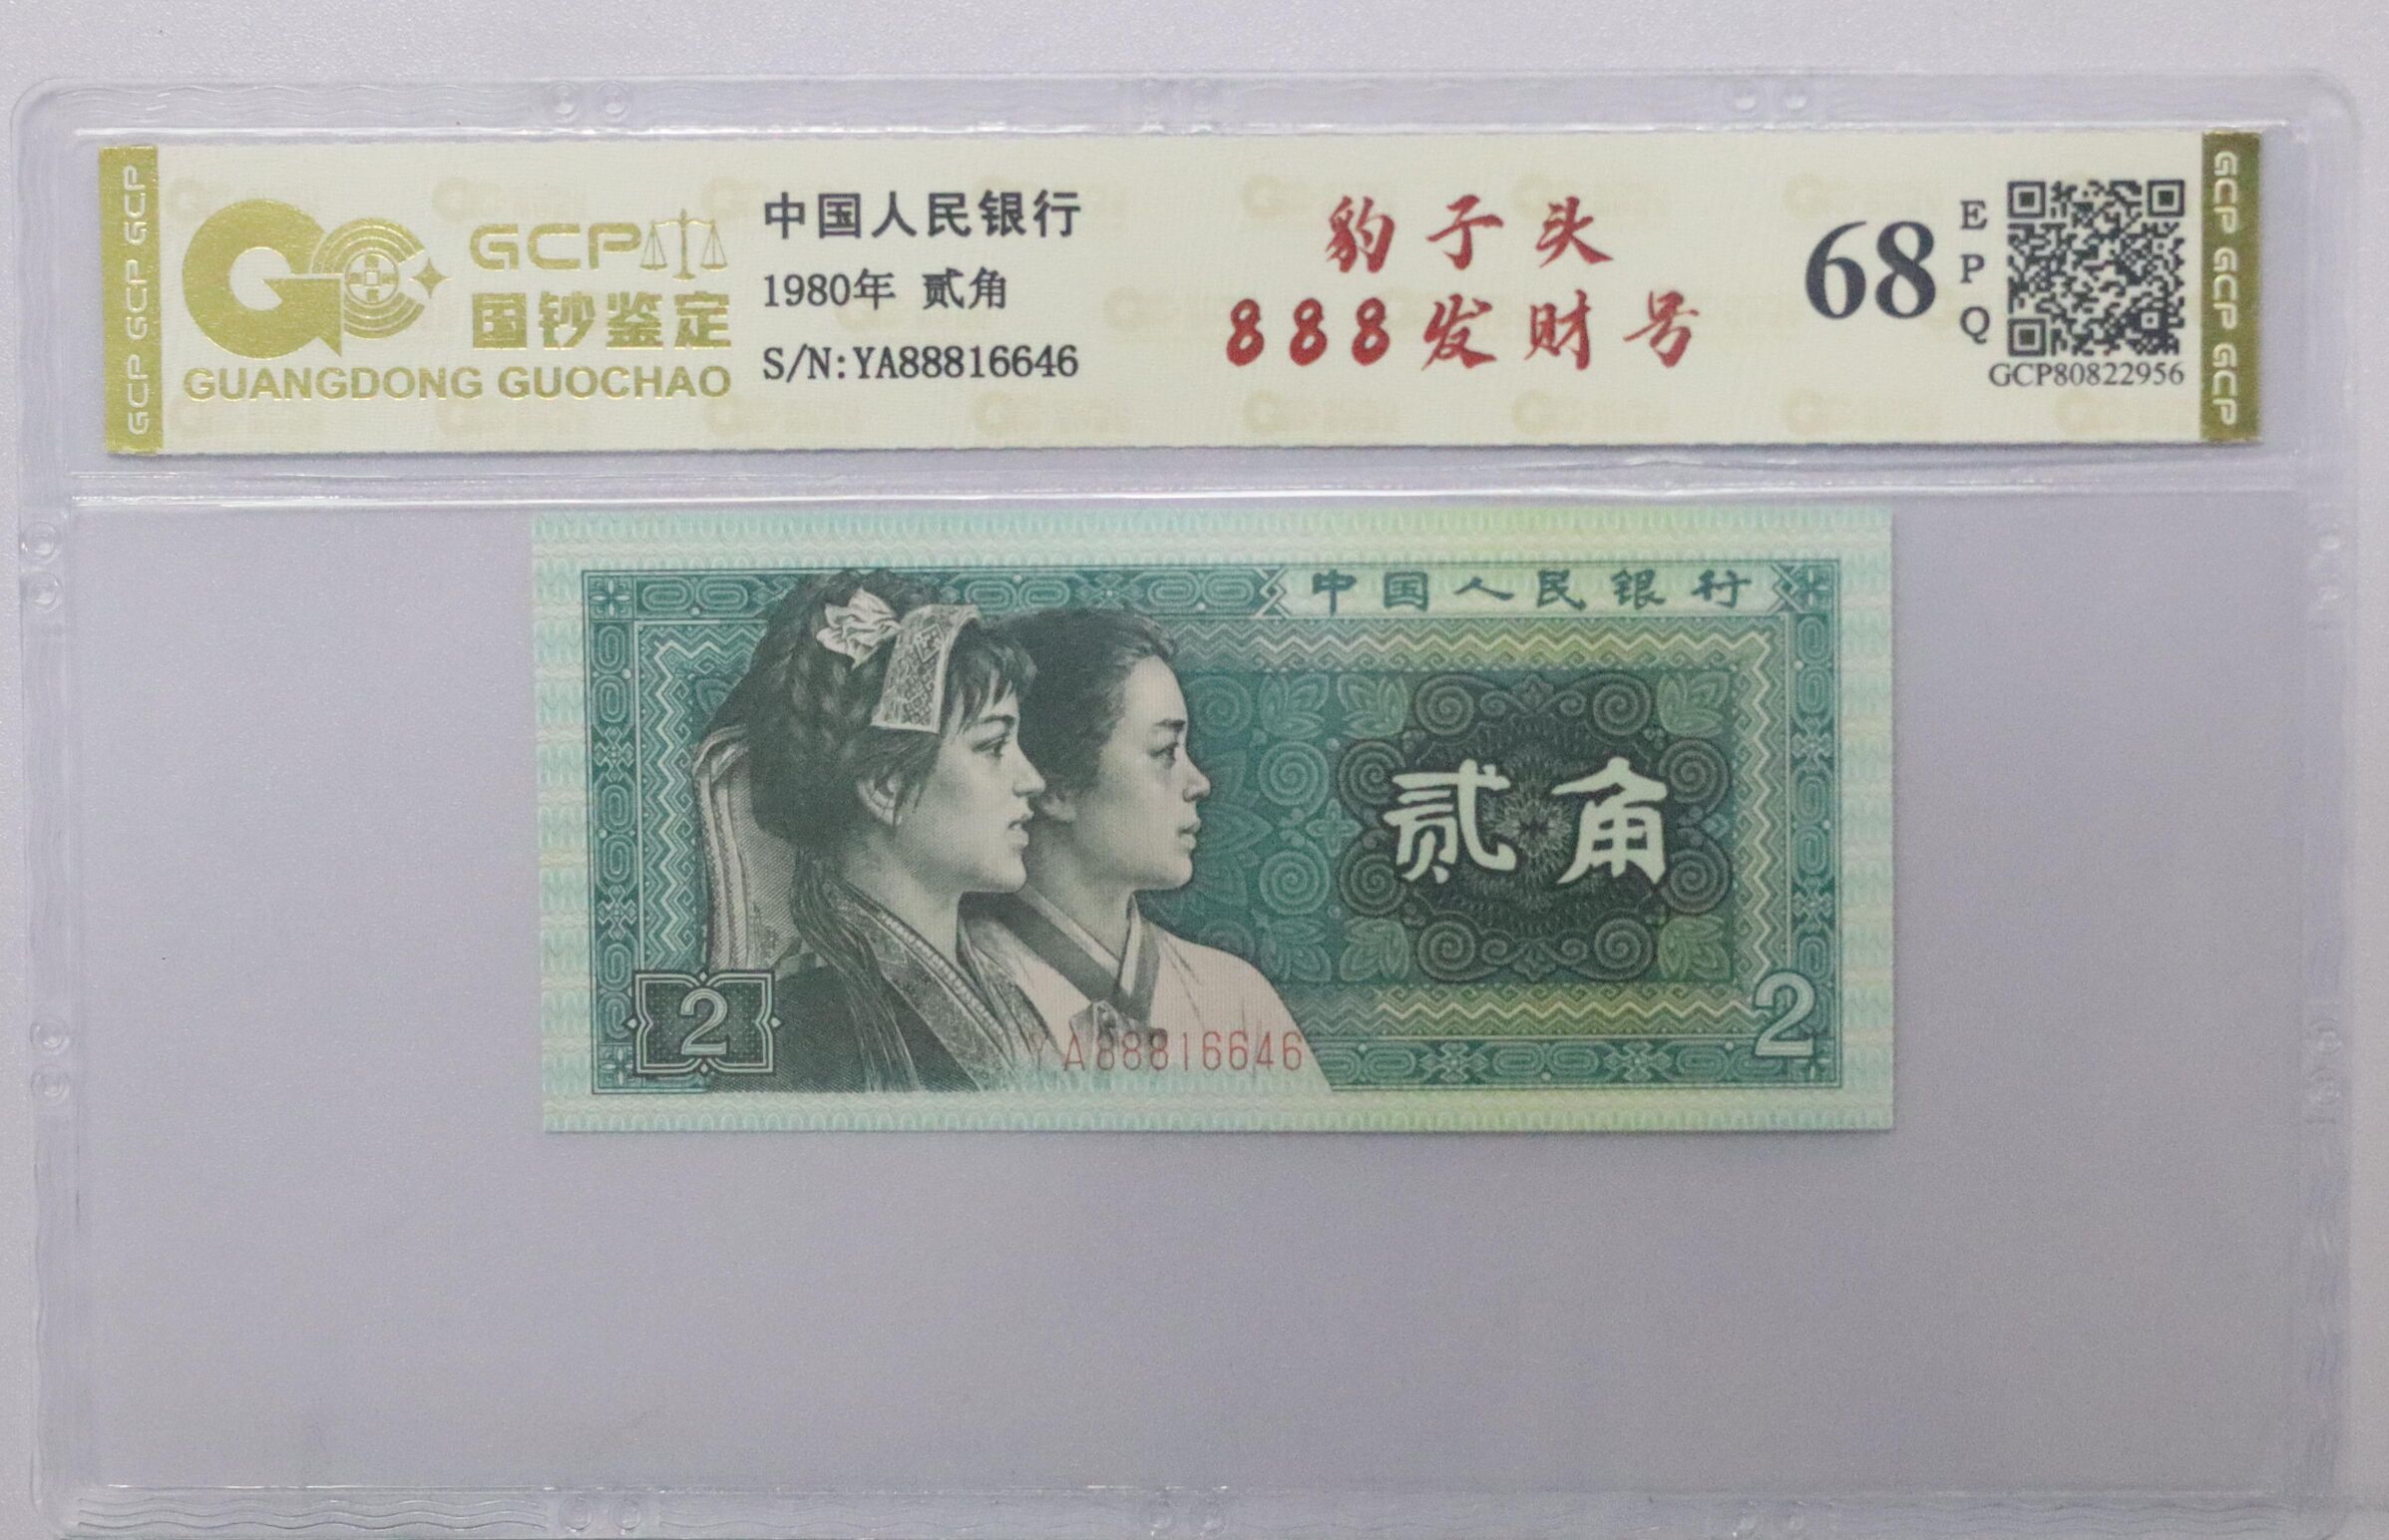 GCP GCP GCP
GCP
国钞鉴定
GUANGDONG GUOCHAO
中国人民银行
1980年 贰角
S/N:YA88816646
豹子头
888发财号
68
E
P
Q
GCP80822956
GCP GCP GCP
中国人民银行
贰角
2
YA88816646
2